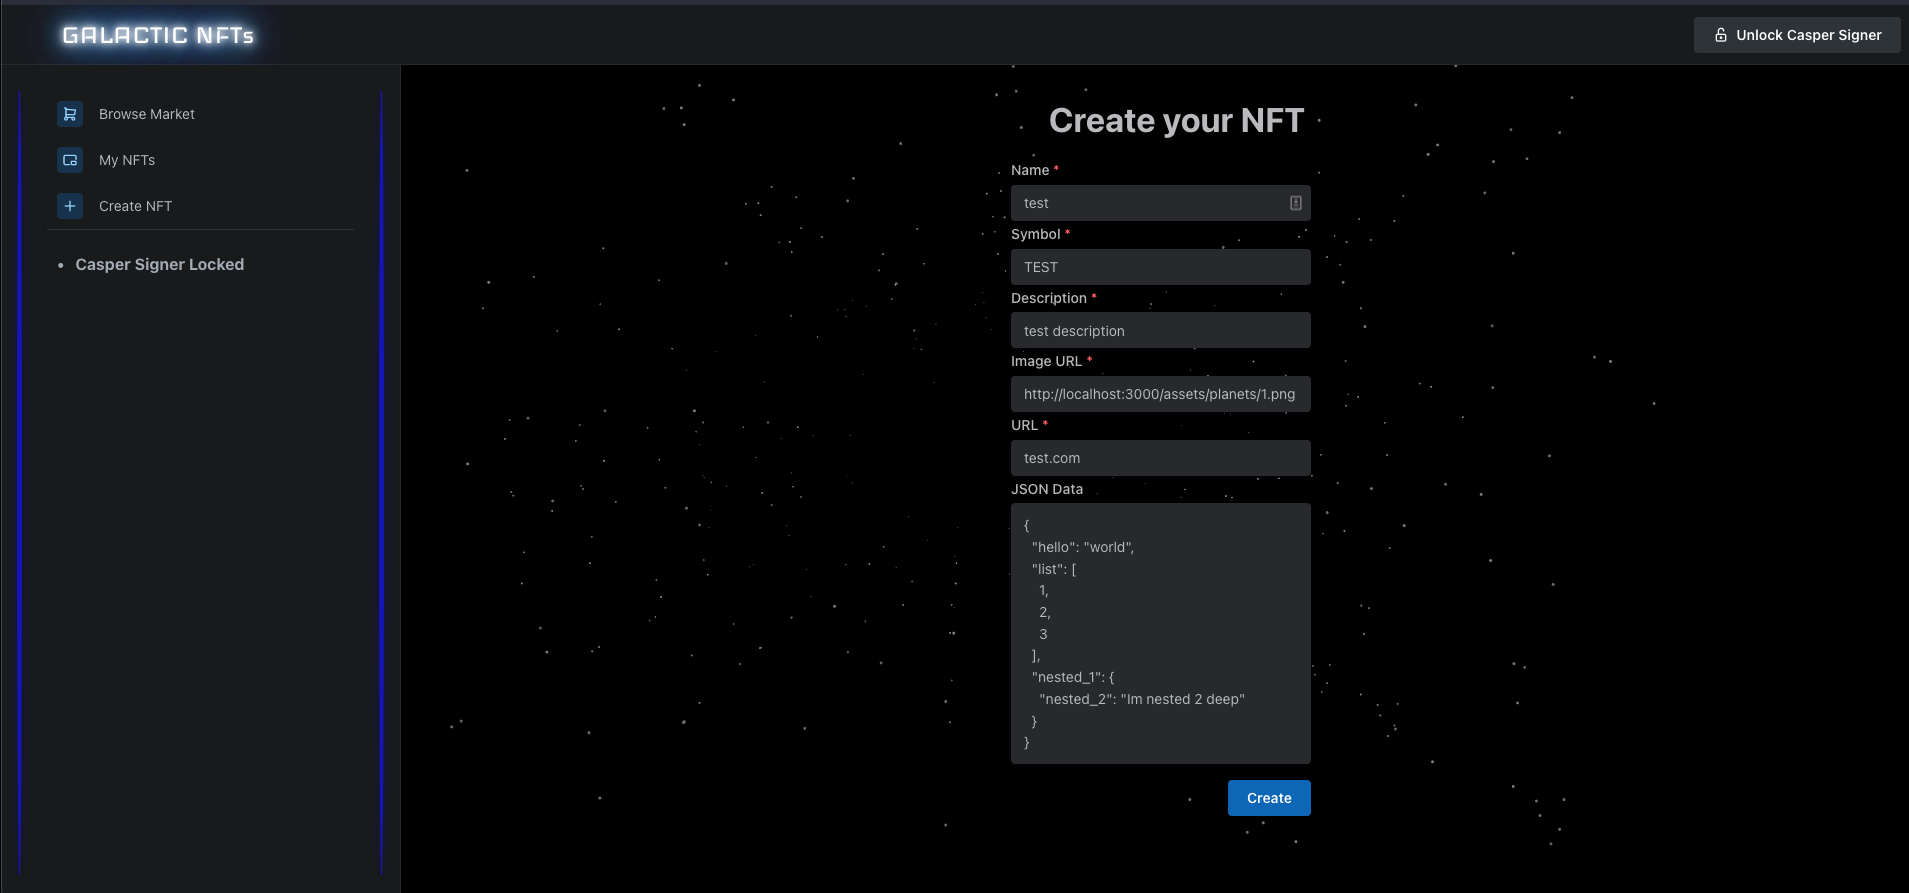 GALACTIC NFTs
Unlock Casper Signer
Browse Market
My NFTs
Create NFT
• Casper Signer Locked
Create your NFT
Name *
test
Symbol *
TEST
Description *
test description
Image URL *
http://localhost:3000/assets/planets/1.png
URL *
test.com
JSON Data
{
  "hello": "world",
  "list": [
    1,
    2,
    3
  ],
  "nested_1": {
    "nested_2": "Im nested 2 deep"
  }
}
Create